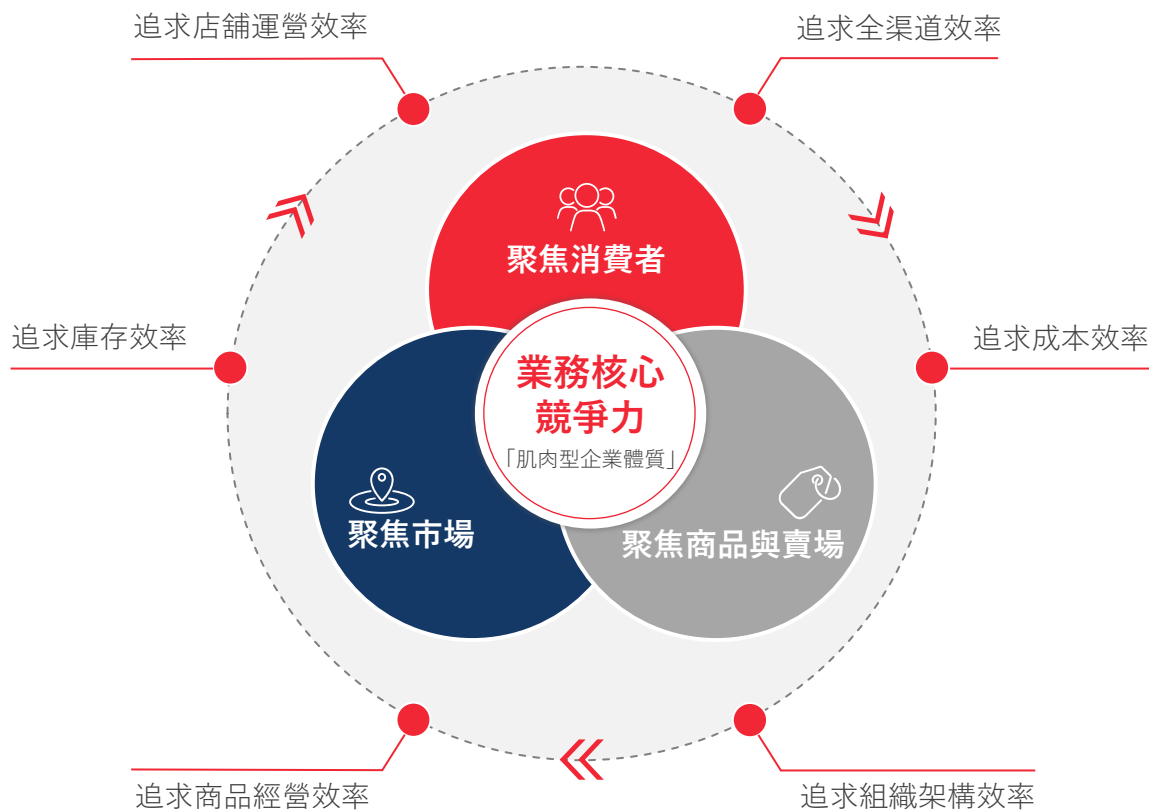 追求店舖運營效率
追求全渠道效率
聚焦消費者
追求庫存效率
追求成本效率
業務核心
競爭力
「肌肉型企業體質」
聚焦市場
聚焦商品與賣場
追求商品經營效率
追求組織架構效率